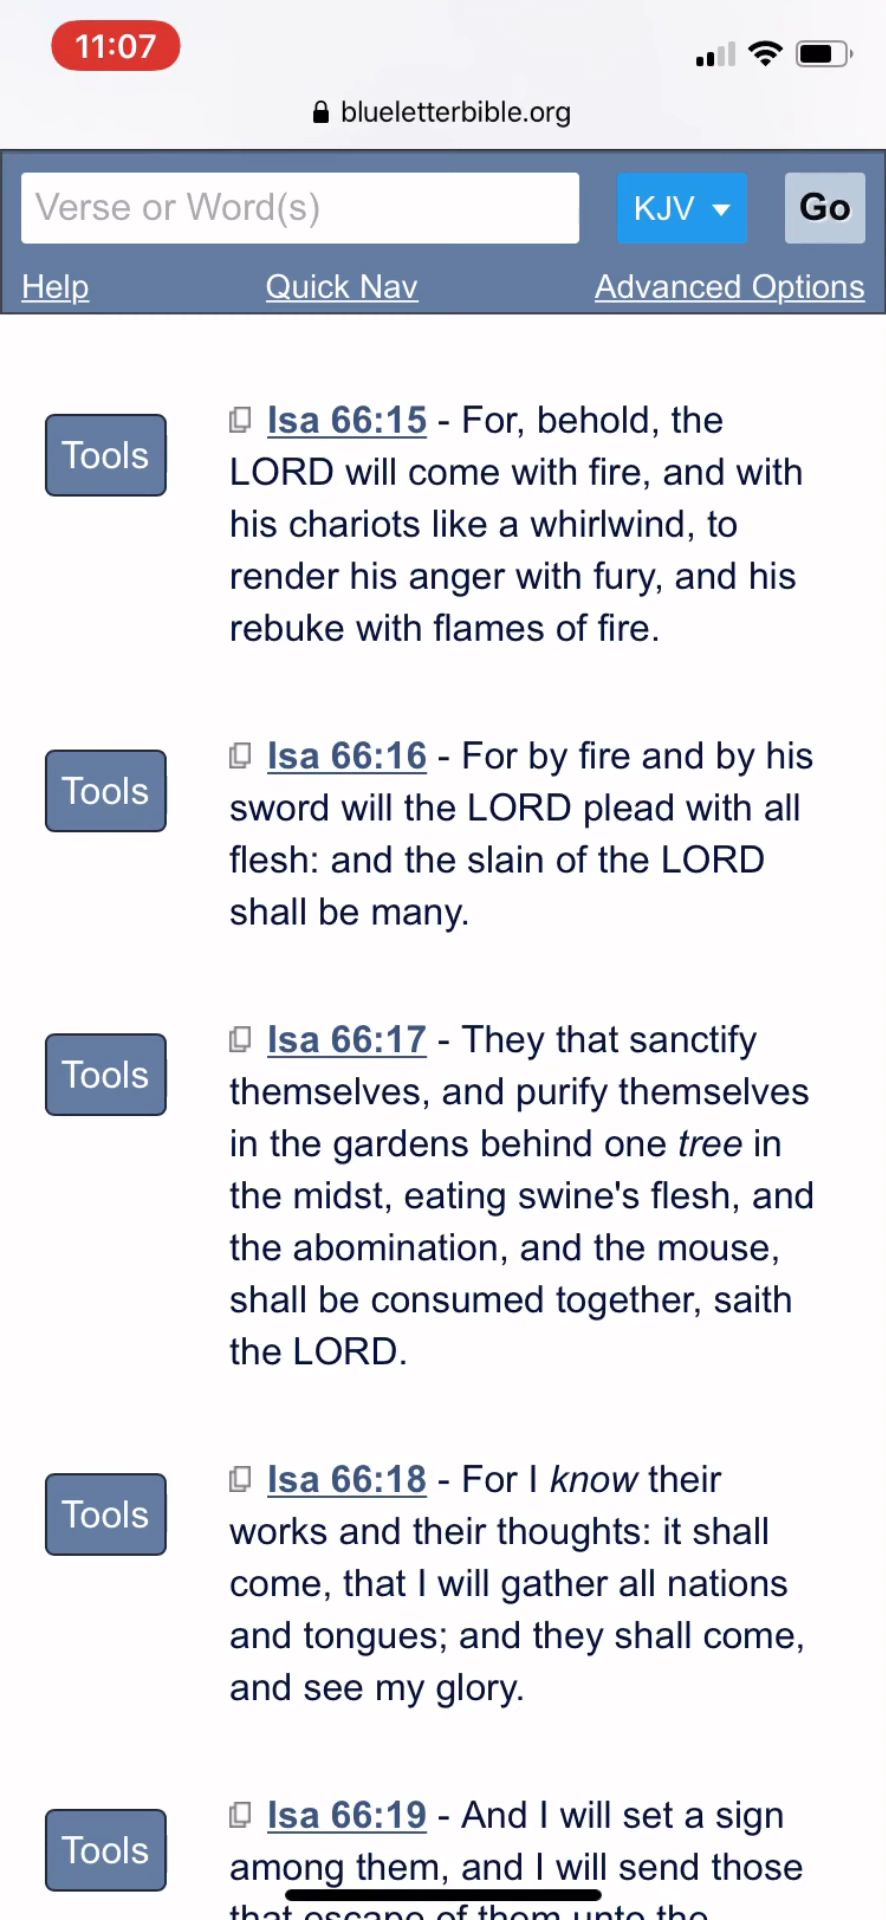 11:07
blueletterbible.org
Verse or Word(s)
KJV
Go
Help
Quick Nav
Advanced Options
Tools
Isa 66:15 - For, behold, the
LORD will come with fire, and with
his chariots like a whirlwind, to
render his anger with fury, and his
rebuke with flames of fire.
Tools
Isa 66:16 - For by fire and by his
sword will the LORD plead with all
flesh: and the slain of the LORD
shall be many.
Tools
Isa 66:17 - They that sanctify
themselves, and purify themselves
in the gardens behind one tree in
the midst, eating swine's flesh, and
the abomination, and the mouse,
shall be consumed together, saith
the LORD.
Tools
Isa 66:18 - For I know their
works and their thoughts: it shall
come, that I will gather all nations
and tongues; and they shall come,
and see my glory.
Tools
Isa 66:19 - And I will set a sign
among them, and I will send those
that escape of them unto the